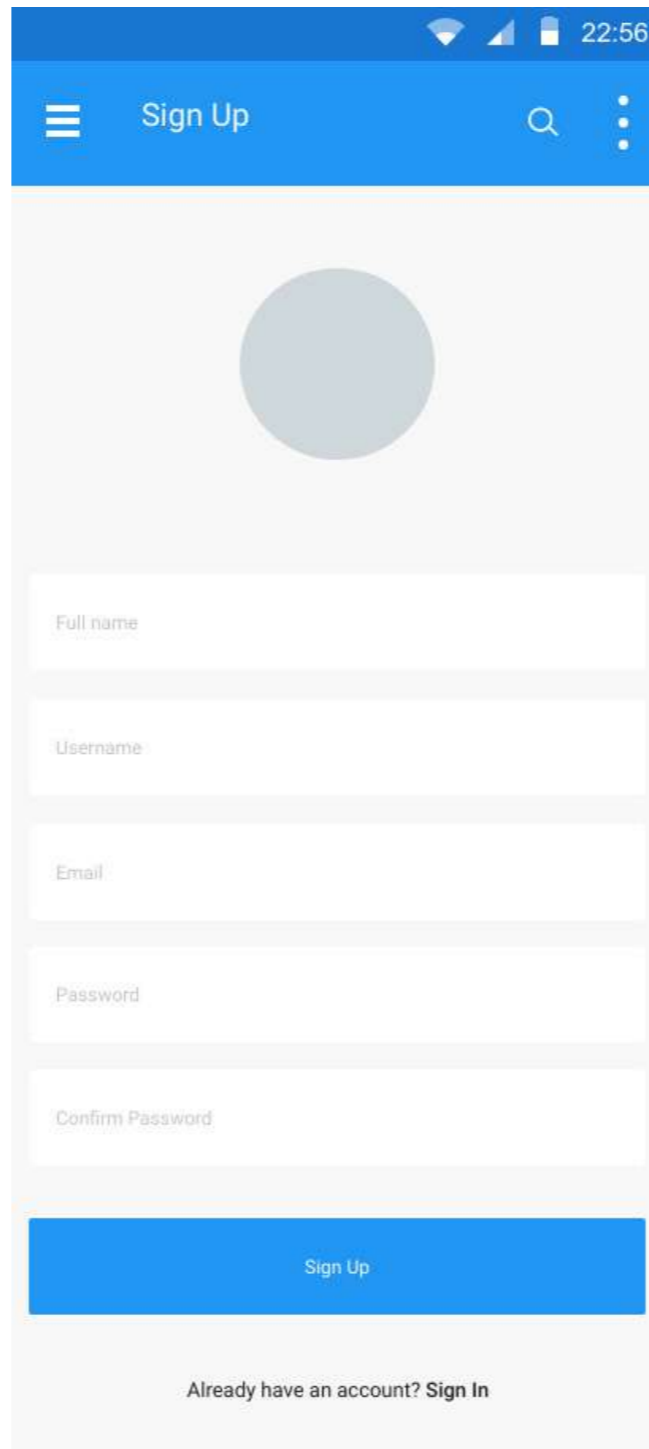 22:56
Sign Up
Full name
Username
Email
Password
Confirm Password
Sign Up
Already have an account? Sign In